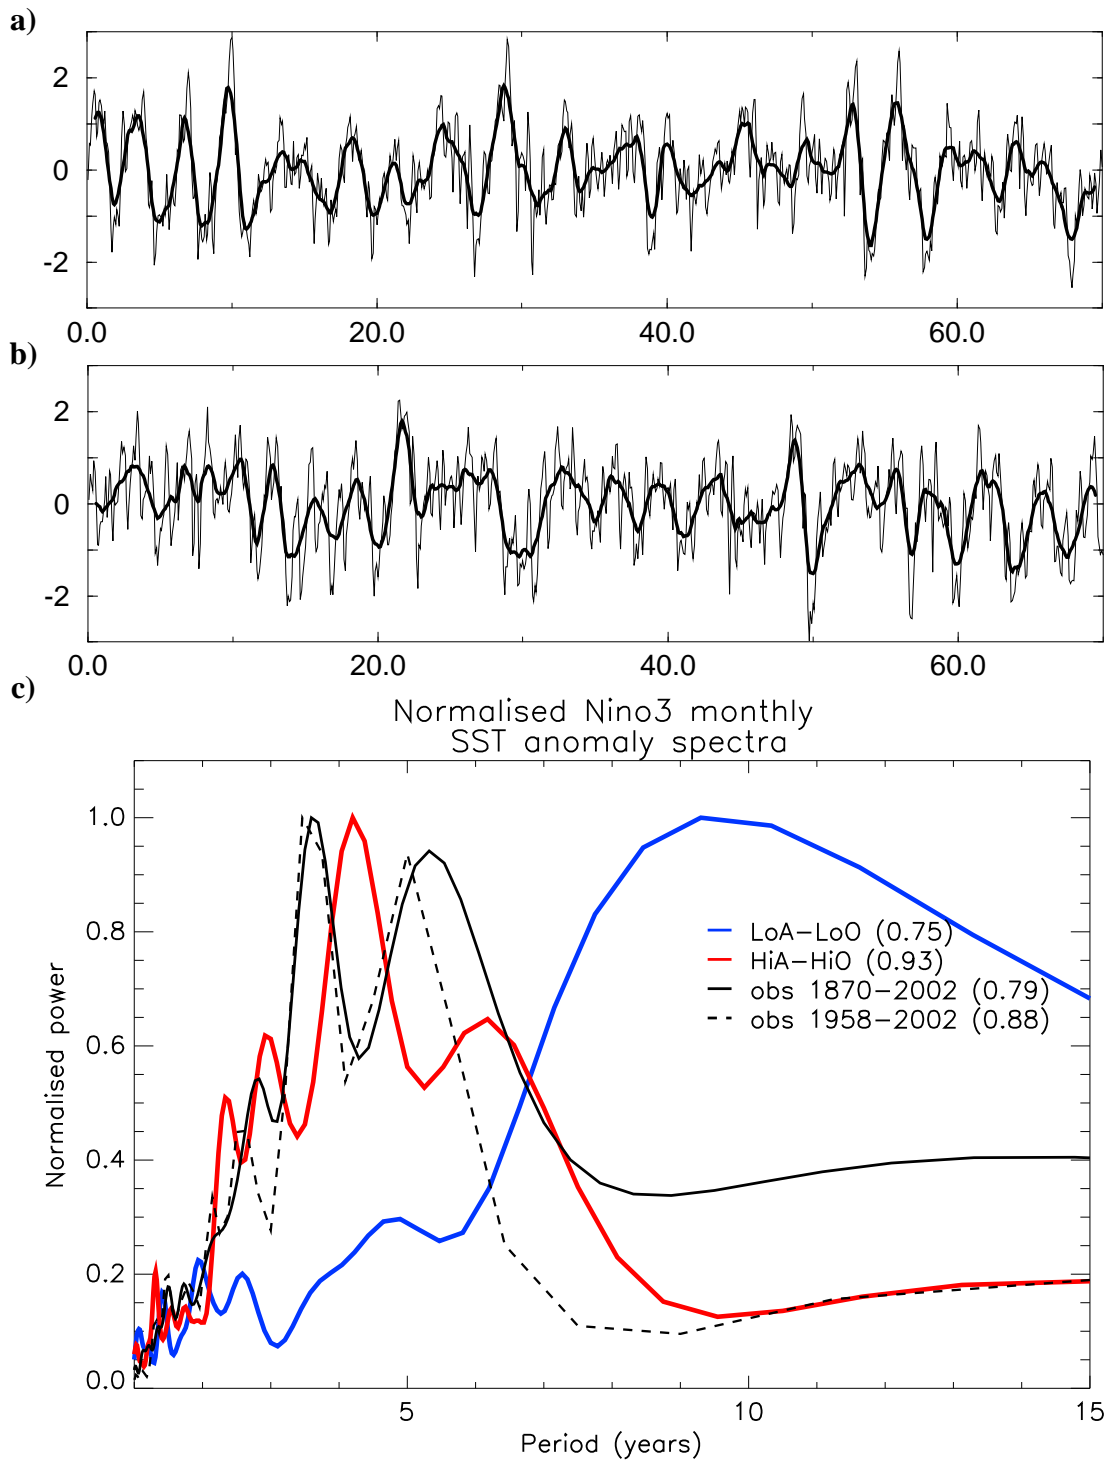 a)
2
0
-2
0.0 20.0 40.0 60.0
b)
2
0
-2
0.0 20.0 40.0 60.0
c)
Normalised Nino3 monthly
SST anomaly spectra
1.0
0.8
0.6
0.4
0.2
0.0
Normalised power
LoA-LoO (0.75)
HiA-HiO (0.93)
obs 1870-2002 (0.79)
obs 1958-2002 (0.88)
5 10 15
Period (years)